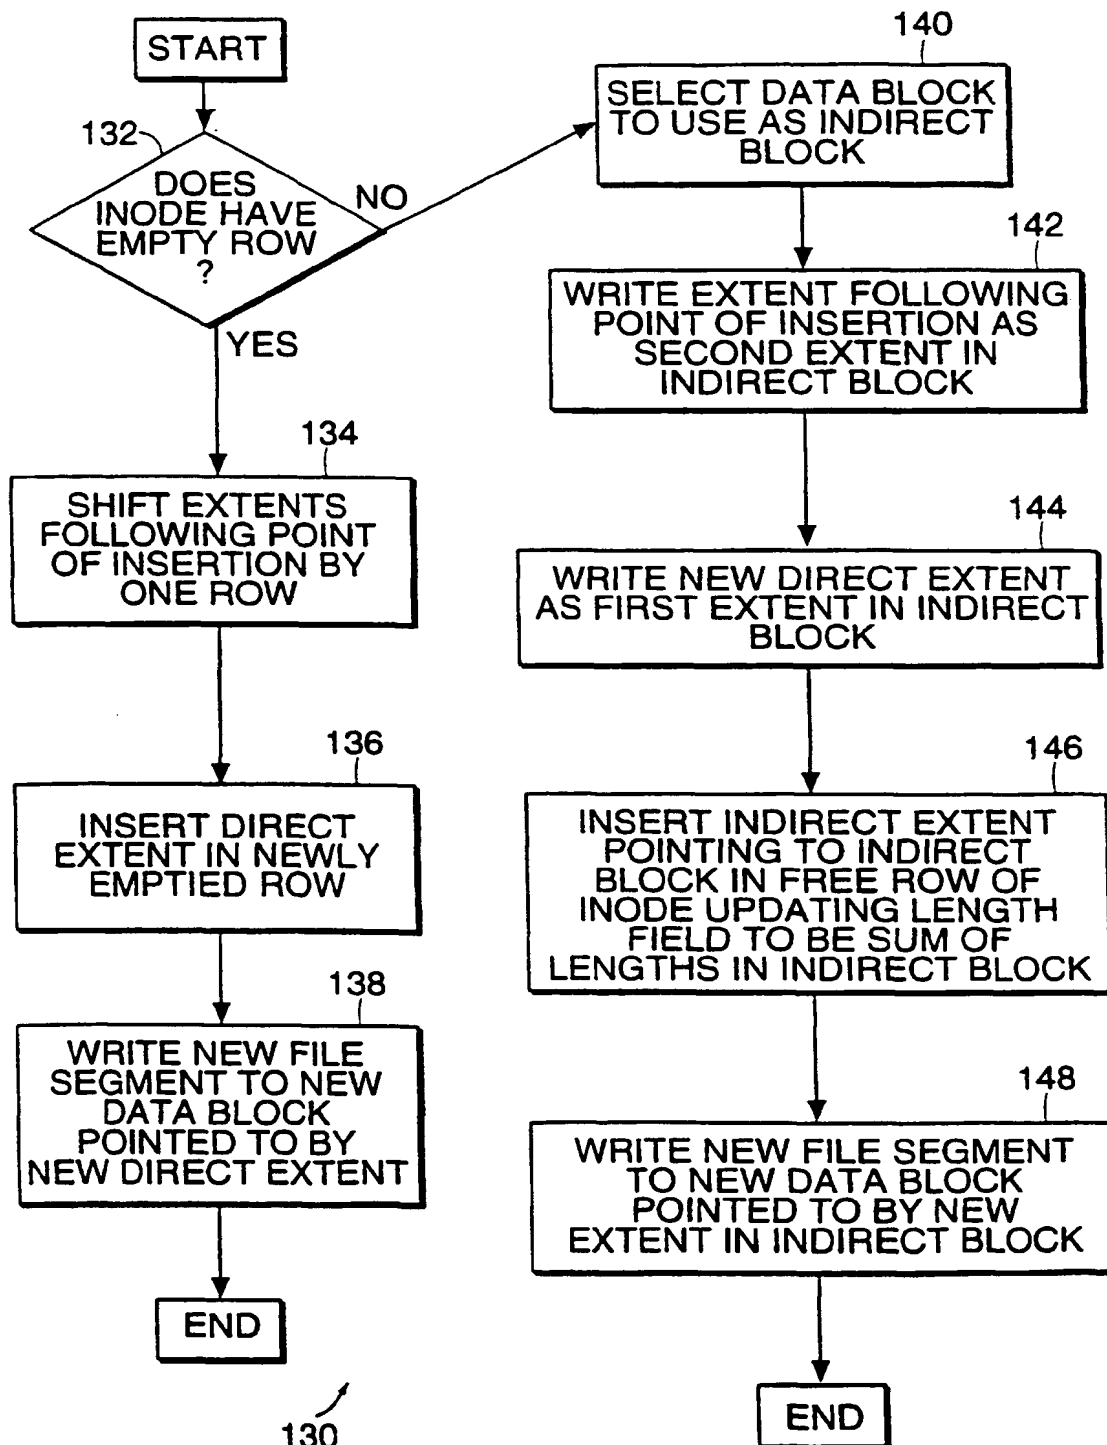 START
132
DOES
INODE HAVE
EMPTY ROW
?
NO
YES
134
SHIFT EXTENTS
FOLLOWING POINT
OF INSERTION BY
ONE ROW
136
INSERT DIRECT
EXTENT IN NEWLY
EMPTIED ROW
138
WRITE NEW FILE
SEGMENT TO NEW
DATA BLOCK
POINTED TO BY
NEW DIRECT EXTENT
END
130
140
SELECT DATA BLOCK
TO USE AS INDIRECT
BLOCK
142
WRITE EXTENT FOLLOWING
POINT OF INSERTION AS
SECOND EXTENT IN
INDIRECT BLOCK
144
WRITE NEW DIRECT EXTENT
AS FIRST EXTENT IN INDIRECT
BLOCK
146
INSERT INDIRECT EXTENT
POINTING TO INDIRECT
BLOCK IN FREE ROW OF
INODE UPDATING LENGTH
FIELD TO BE SUM OF
LENGTHS IN INDIRECT BLOCK
148
WRITE NEW FILE SEGMENT
TO NEW DATA BLOCK
POINTED TO BY NEW
EXTENT IN INDIRECT BLOCK
END